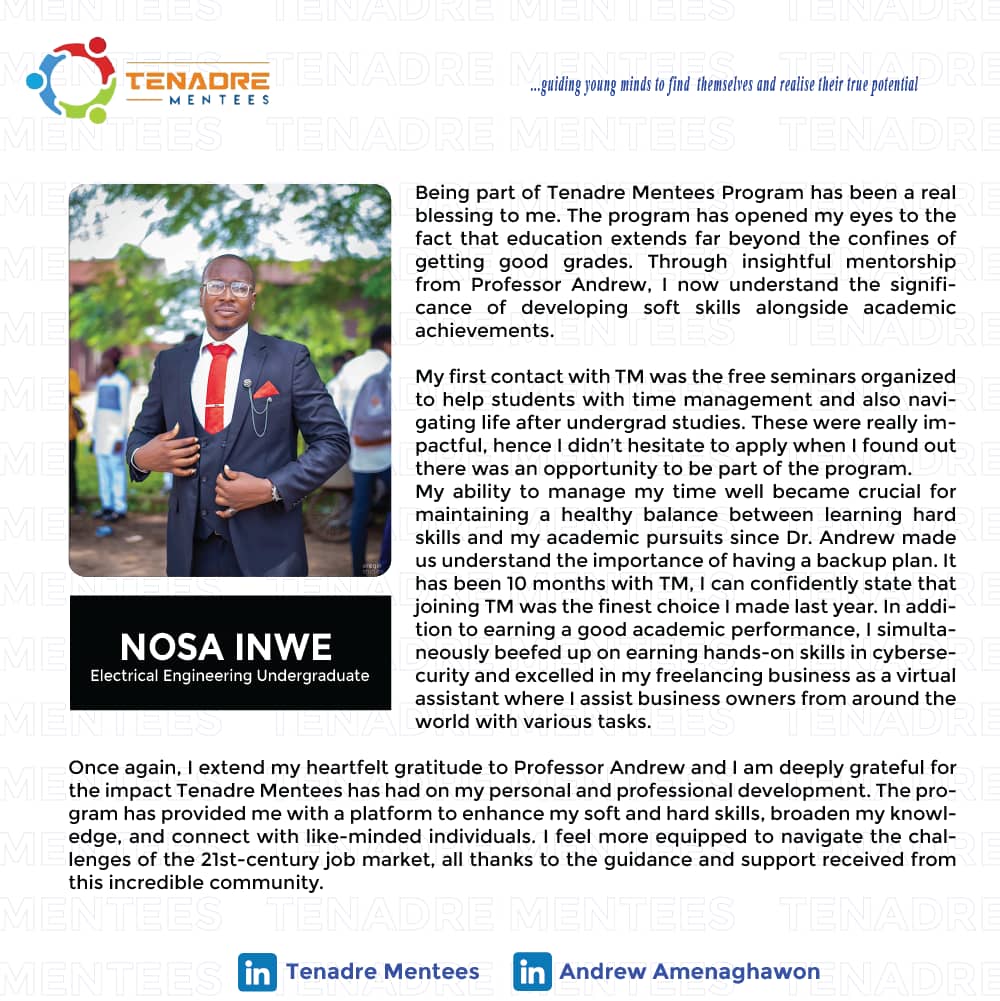 TENADRE
MENTEES
...guiding young minds to find themselves and realise their true potential
Being part of Tenadre Mentees Program has been a real
blessing to me. The program has opened my eyes to the
fact that education extends far beyond the confines of
getting good grades. Through insightful mentorship
from Professor Andrew, I now understand the signifi-
cance of developing soft skills alongside academic
achievements.
My first contact with TM was the free seminars organized
to help students with time management and also navi-
gating life after undergrad studies. These were really im-
pactful, hence I didn't hesitate to apply when I found out
there was an opportunity to be part of the program.
My ability to manage my time well became crucial for
maintaining a healthy balance between learning hard
skills and my academic pursuits since Dr. Andrew made
us understand the importance of having a backup plan. It
has been 10 months with TM, I can confidently state that
joining TM was the finest choice I made last year. In addi-
tion to earning a good academic performance, I simulta-
neously beefed up on earning hands-on skills in cyberse-
curity and excelled in my freelancing business as a virtual
assistant where I assist business owners from around the
world with various tasks.
NOSA INWE
Electrical Engineering Undergraduate
Once again, I extend my heartfelt gratitude to Professor Andrew and I am deeply grateful for
the impact Tenadre Mentees has had on my personal and professional development. The pro-
gram has provided me with a platform to enhance my soft and hard skills, broaden my knowl-
edge, and connect with like-minded individuals. I feel more equipped to navigate the chal-
lenges of the 21st-century job market, all thanks to the guidance and support received from
this incredible community.
in Tenadre Mentees
in Andrew Amenaghawon